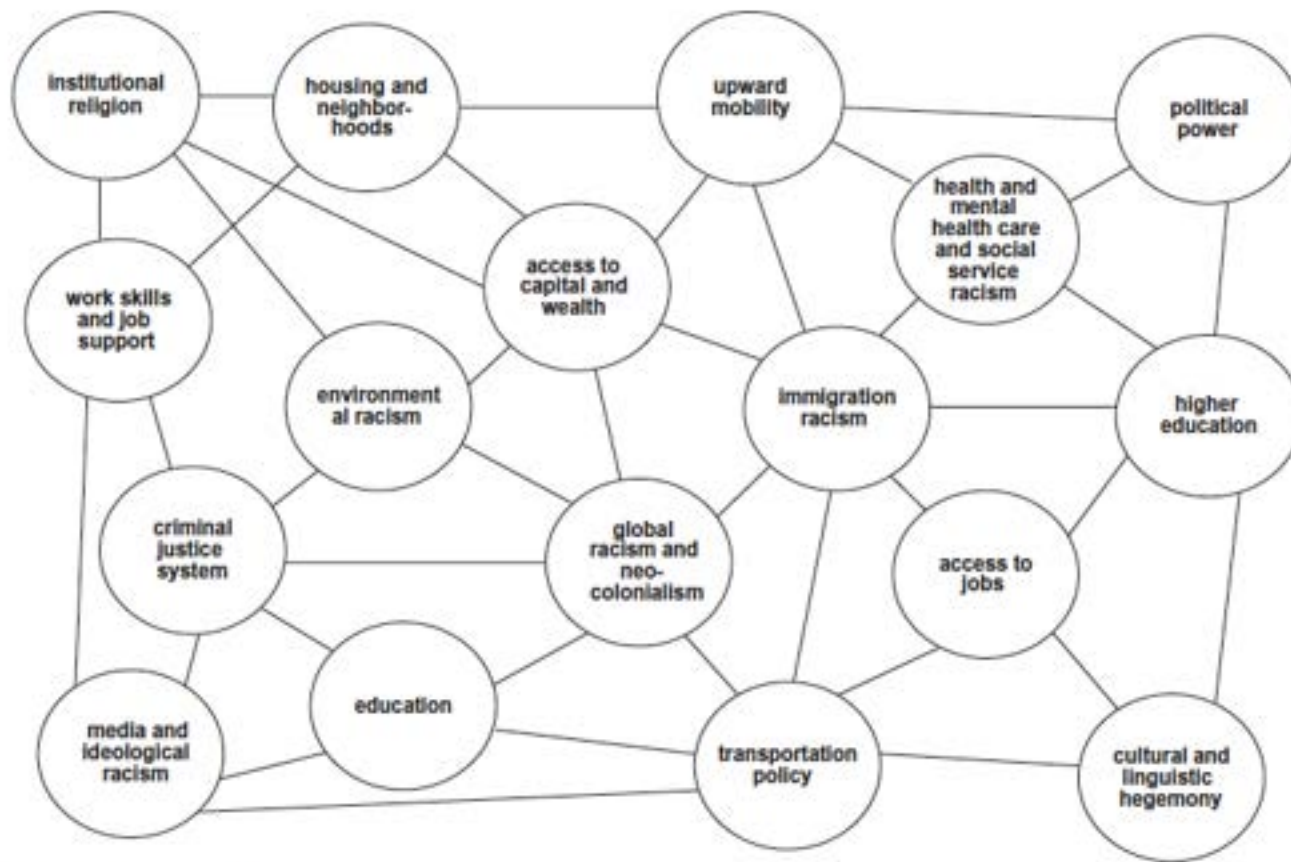 institutional
religion
housing and
neighbor-
hoods
upward
mobility
political
power
health and
mental
health care
and social
service
racism
work skills
and job
support
access to
capital and
wealth
environment
al racism
immigration
racism
higher
education
criminal
justice
system
global
racism and
neo-
colonialism
access to
jobs
media and
ideological
racism
education
transportation
policy
cultural and
linguistic
hegemony